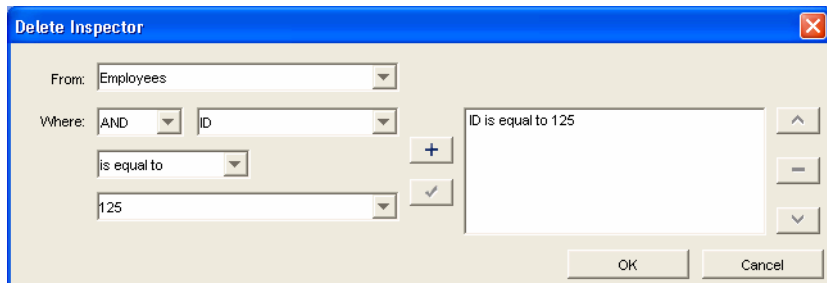 Delete Inspector
From: Employees
Where: AND ID
is equal to
125
ID is equal to 125
OK Cancel